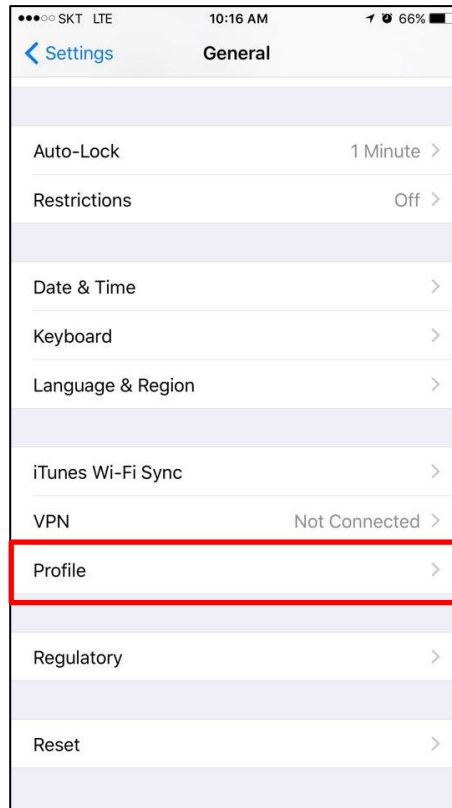 ●●●○○ SKT LTE 10:16 AM 66%
Settings General
Auto-Lock 1 Minute
Restrictions Off
Date & Time
Keyboard
Language & Region
iTunes Wi-Fi Sync
VPN Not Connected
Profile
Regulatory
Reset